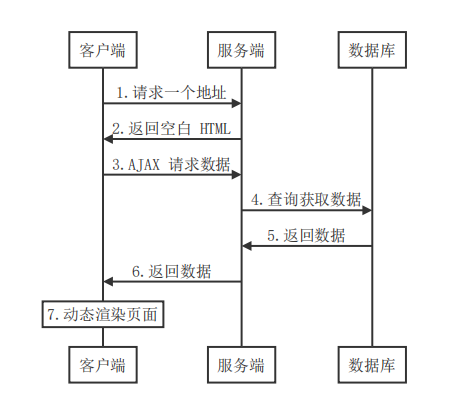 客户端 服务端 数据库
1.请求一个地址
2.返回空白 HTML
3.AJAX 请求数据
4.查询获取数据
5.返回数据
6.返回数据
7.动态渲染页面
客户端 服务端 数据库